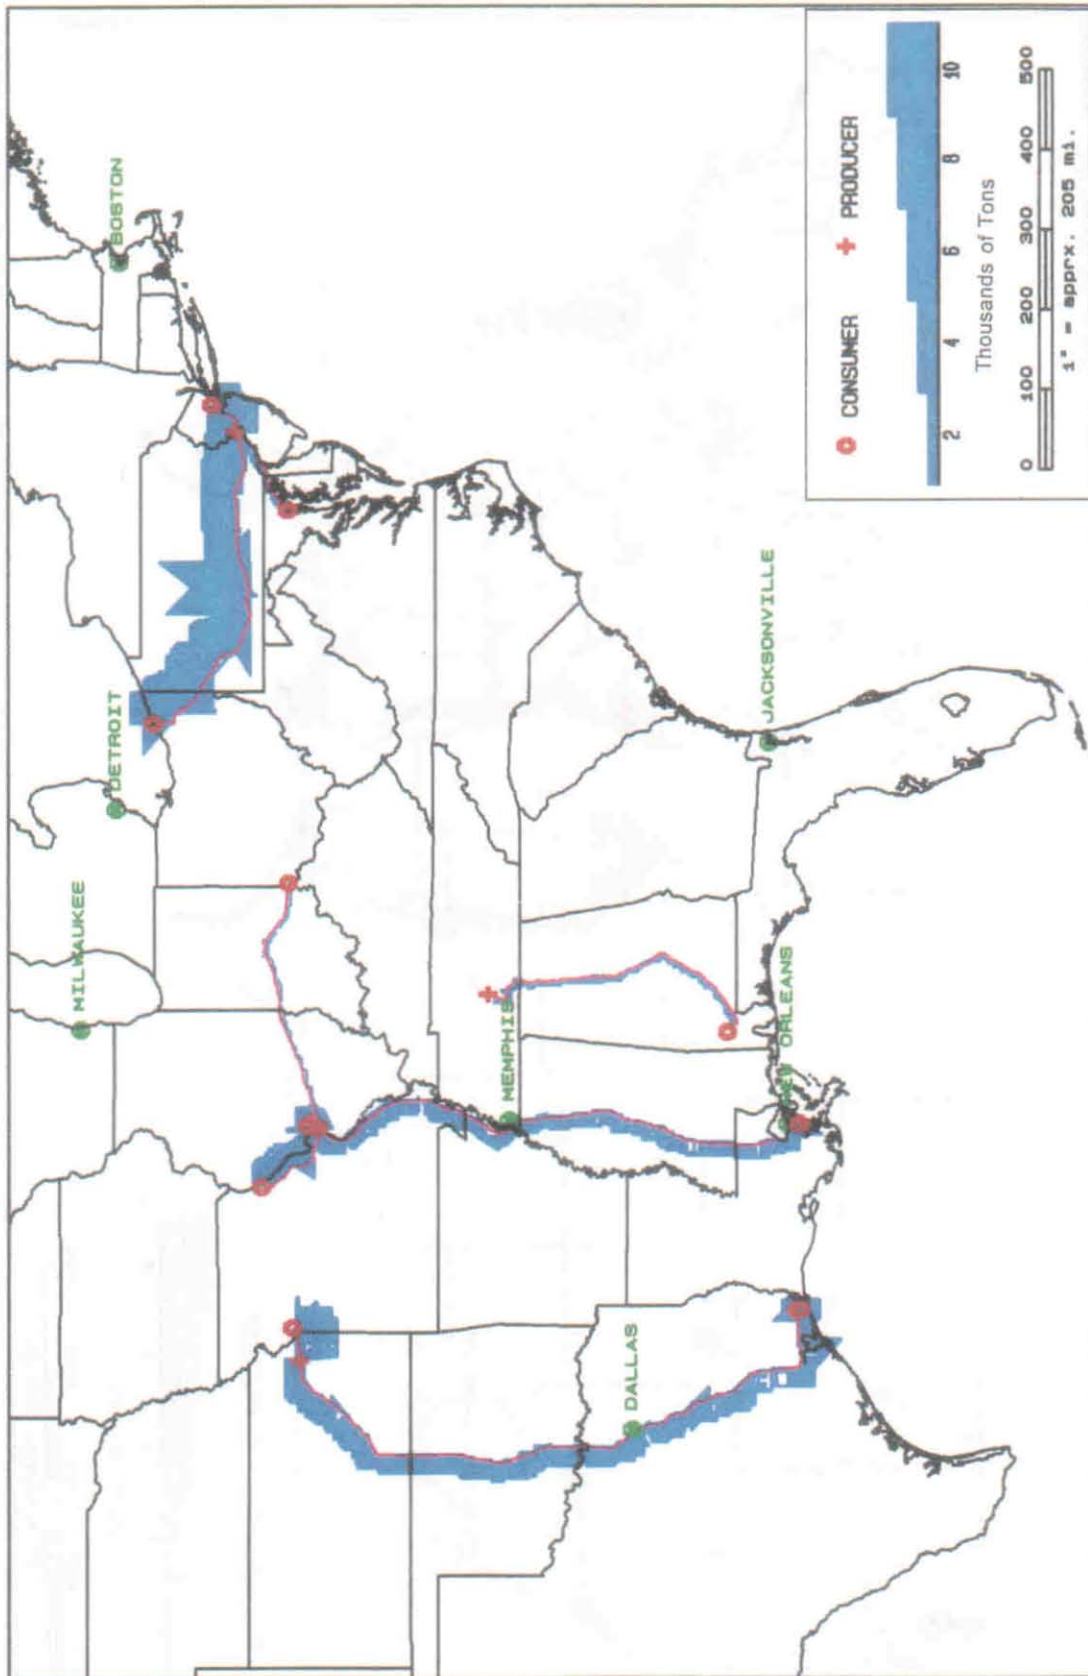 BOSTON
DETROIT
MILWAUKEE
MEMPHIS
NEW ORLEANS
JACKSONVILLE
DALLAS
CONSUMER PRODUCER
2 4 6 8 10
Thousands of Tons
0 100 200 300 400 500
1" = apprx. 205 mi.